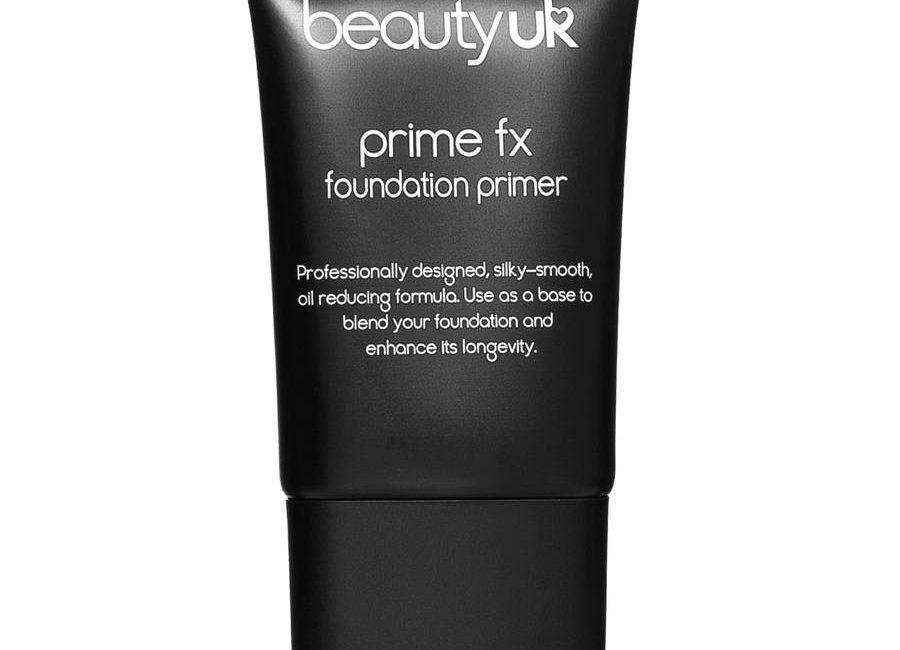 beautyuk
prime fx
foundation primer
Professionally designed, silky-smooth,
oil reducing formula. Use as a base to
blend your foundation and
enhance its longevity.